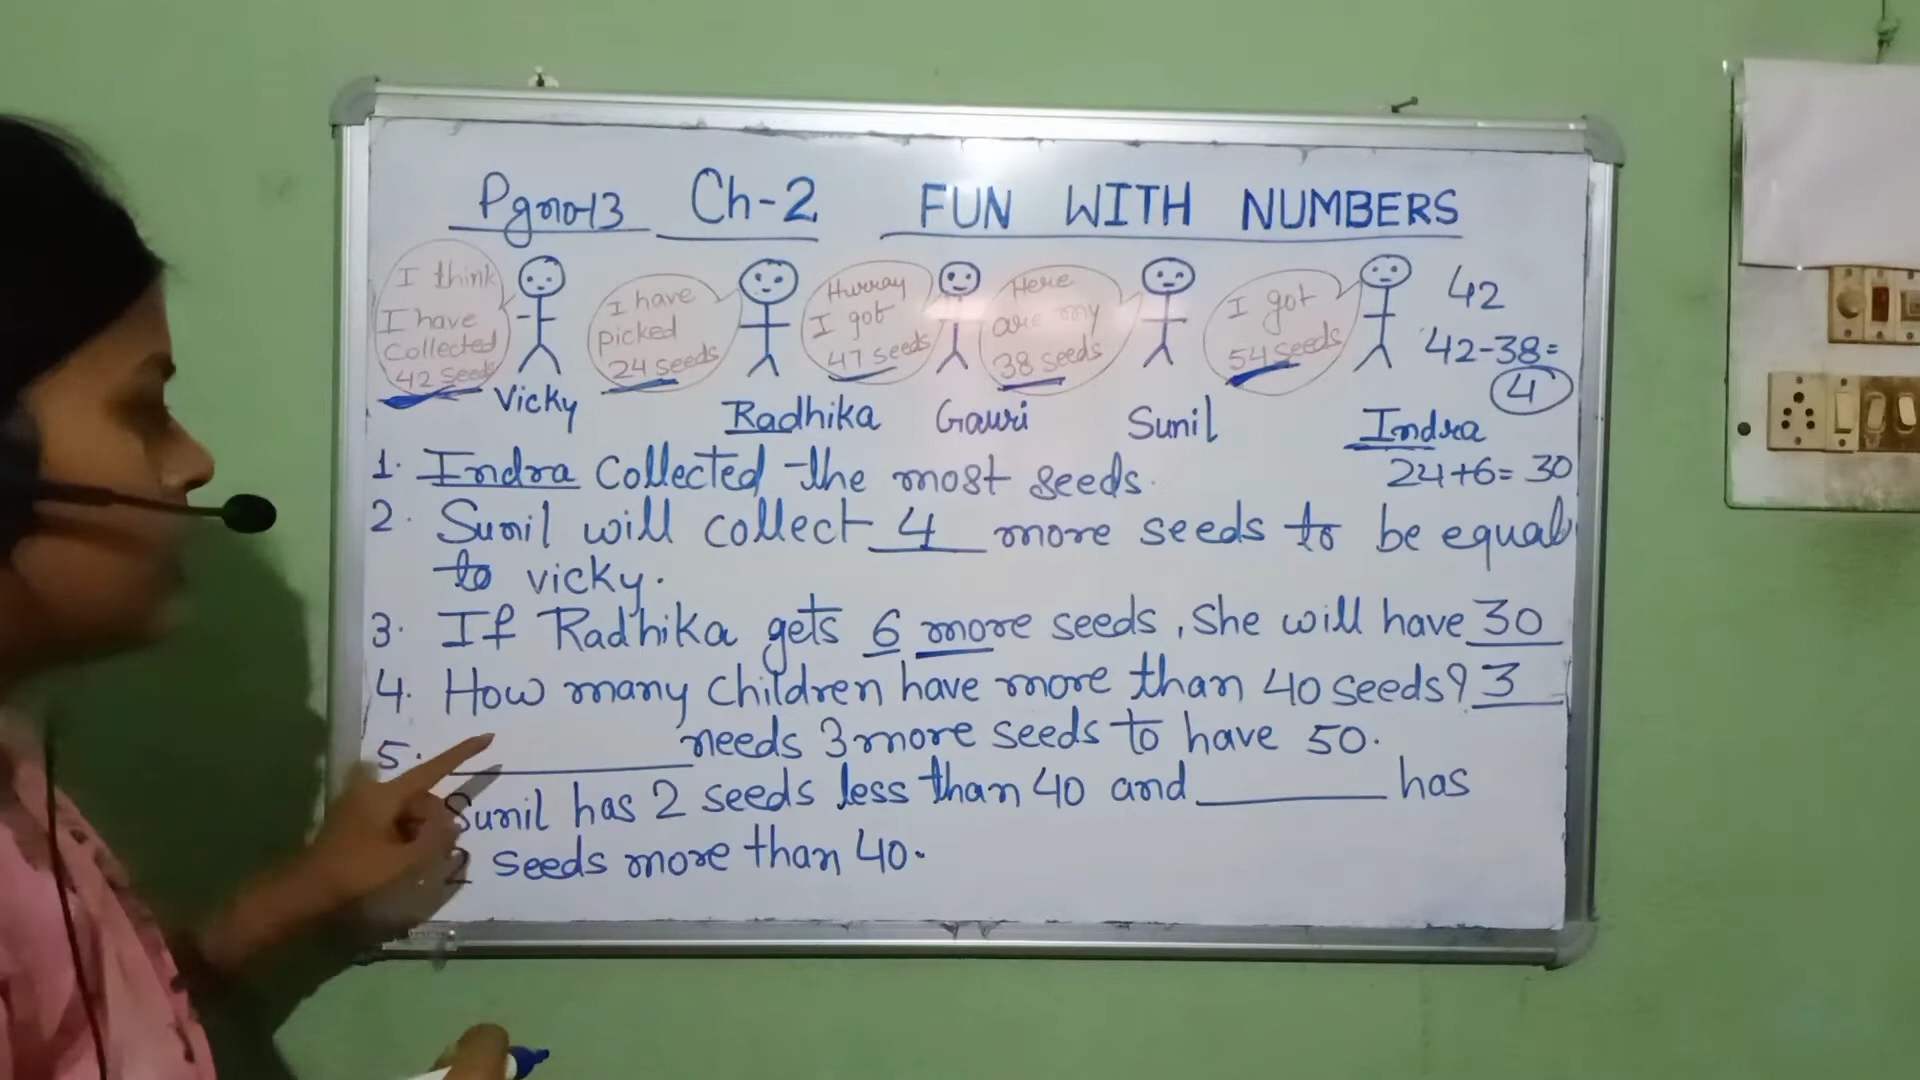 Pgno-13 Ch-2 FUN WITH NUMBERS
I think
I have
Collected
42 Seeds
I have
picked
24 seeds
Hurray
I got
47 seeds
Here
are my
38 seeds
I got
54 seeds
42
42-38=
4
Vicky Radhika Gauri Sunil Indra
24+6=30
1. Indra Collected the most seeds.
2. Sunil will collect 4 more seeds to be equal
to vicky.
3. If Radhika gets 6 more seeds, she will have 30
4. How many children have more than 40 seeds? 3
5. ________ needs 3 more seeds to have 50.
Sunil has 2 seeds less than 40 and ________ has
2 seeds more than 40.